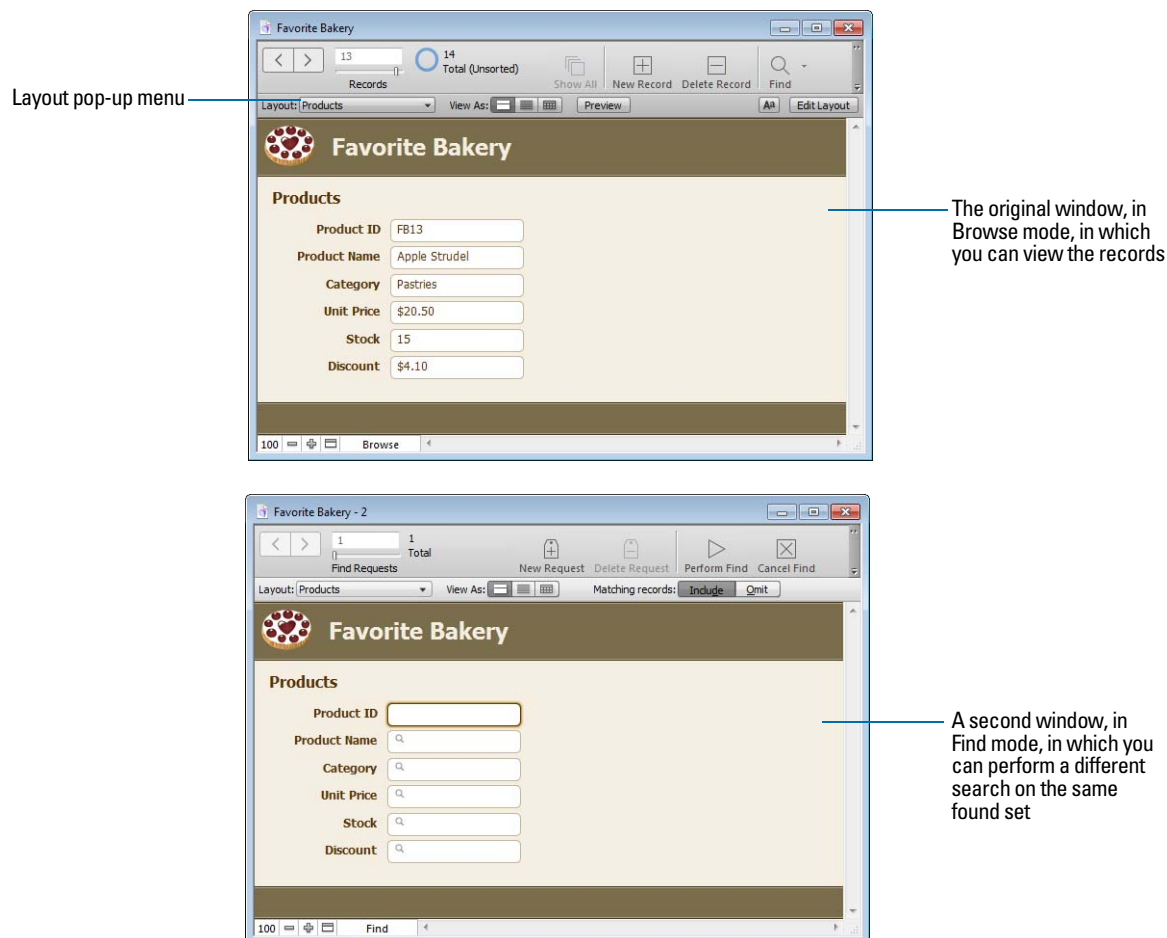 Favorite Bakery
13
14
Total (Unsorted)
Records
Show All
New Record
Delete Record
Find
Layout pop-up menu
Layout: Products
View As:
Preview
Aa
Edit Layout
Favorite Bakery
Products
Product ID FB13
Product Name Apple Strudel
Category Pastries
Unit Price $20.50
Stock 15
Discount $4.10
The original window, in
Browse mode, in which
you can view the records
100
Browse
Favorite Bakery - 2
1
1
Total
Find Requests
New Request
Delete Request
Perform Find
Cancel Find
Layout: Products
View As:
Matching records:
Include
Omit
Favorite Bakery
Products
Product ID
Product Name
Category
Unit Price
Stock
Discount
A second window, in
Find mode, in which you
can perform a different
search on the same
found set
100
Find